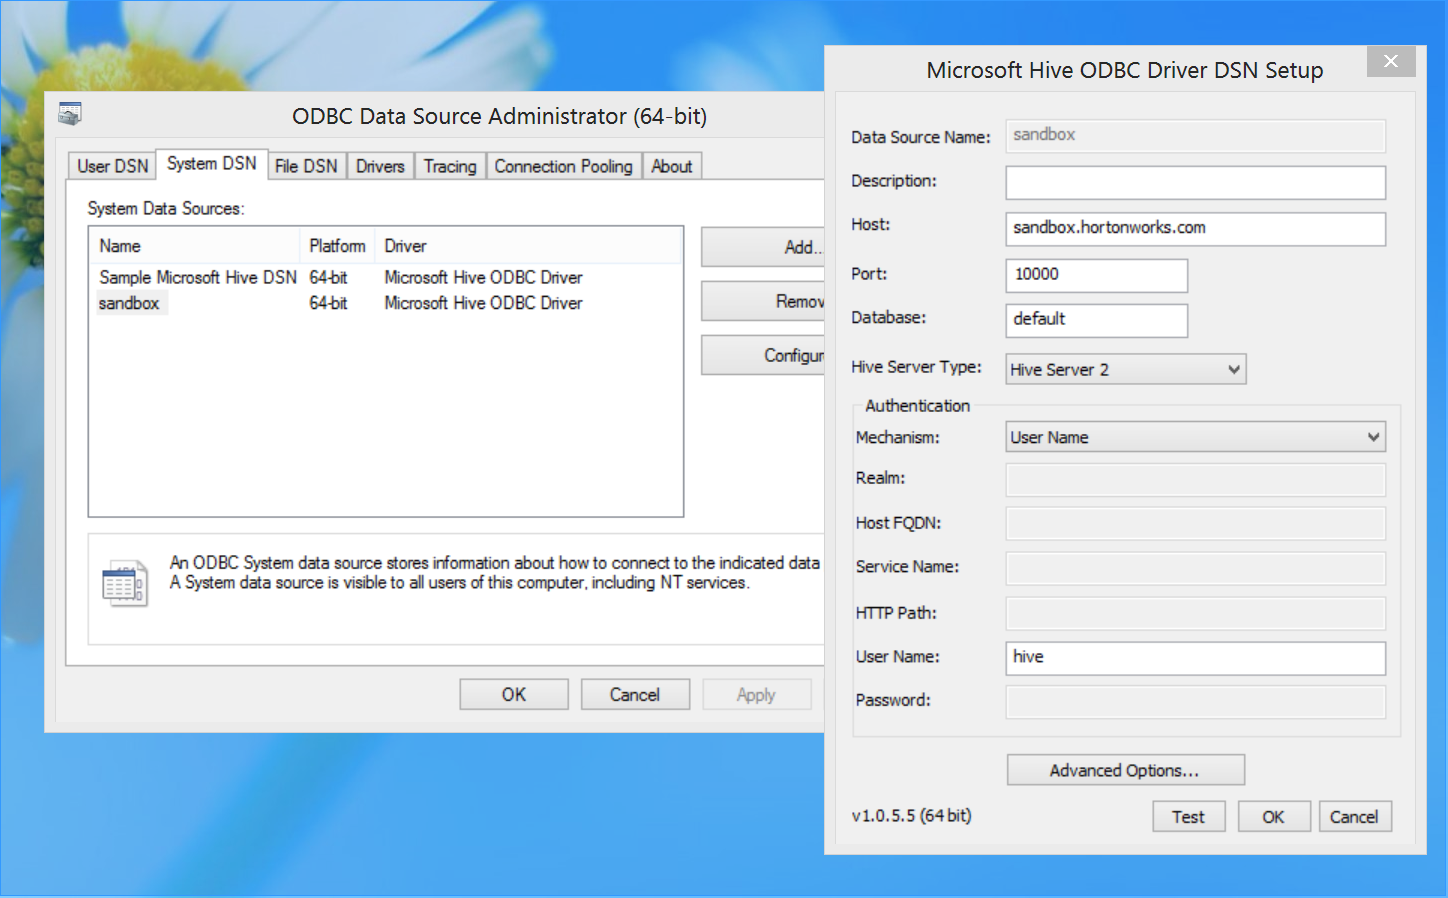 ODBC Data Source Administrator (64-bit)
User DSN System DSN File DSN Drivers Tracing Connection Pooling About
System Data Sources:
Name Platform Driver
Sample Microsoft Hive DSN 64-bit Microsoft Hive ODBC Driver
sandbox 64-bit Microsoft Hive ODBC Driver
Add...
Remov
Configur
An ODBC System data source stores information about how to connect to the indicated data
A System data source is visible to all users of this computer, including NT services.
OK Cancel Apply
Microsoft Hive ODBC Driver DSN Setup
Data Source Name: sandbox
Description:
Host: sandbox.hortonworks.com
Port: 10000
Database: default
Hive Server Type: Hive Server 2
Authentication
Mechanism: User Name
Realm:
Host FQDN:
Service Name:
HTTP Path:
User Name: hive
Password:
Advanced Options...
v1.0.5.5 (64 bit) Test OK Cancel